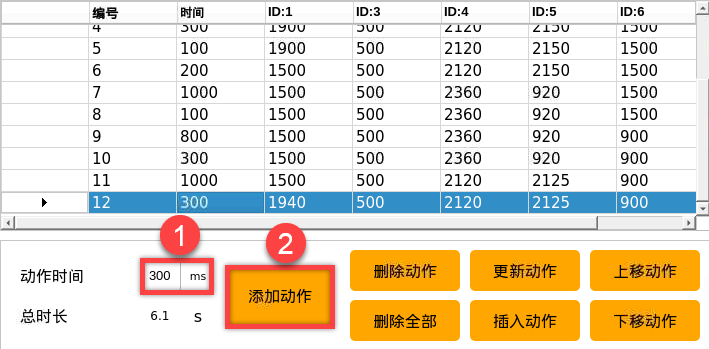 编号 时间 ID:1 ID:3 ID:4 ID:5 ID:6
4 300 1900 500 2120 2150 1500
5 100 1900 500 2120 2150 1500
6 200 1500 500 2120 2150 1500
7 1000 1500 500 2360 920 1500
8 100 1500 500 2360 920 1500
9 800 1500 500 2360 920 900
10 300 1500 500 2360 920 900
11 1000 1500 500 2120 2125 900
12 300 1940 500 2120 2125 900
1 2
动作时间 300 ms 添加动作 删除动作 更新动作 上移动作
总时长 6.1 s 删除全部 插入动作 下移动作